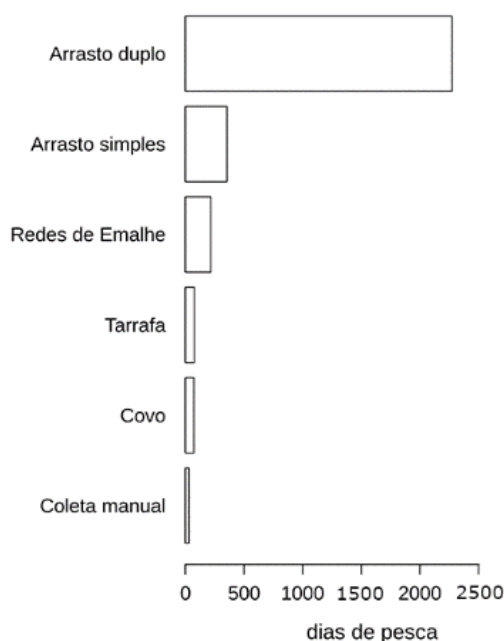 Arrasto duplo
Arrasto simples
Redes de Emalhe
Tarrafa
Covo
Coleta manual
0 500 1000 1500 2000 2500
dias de pesca